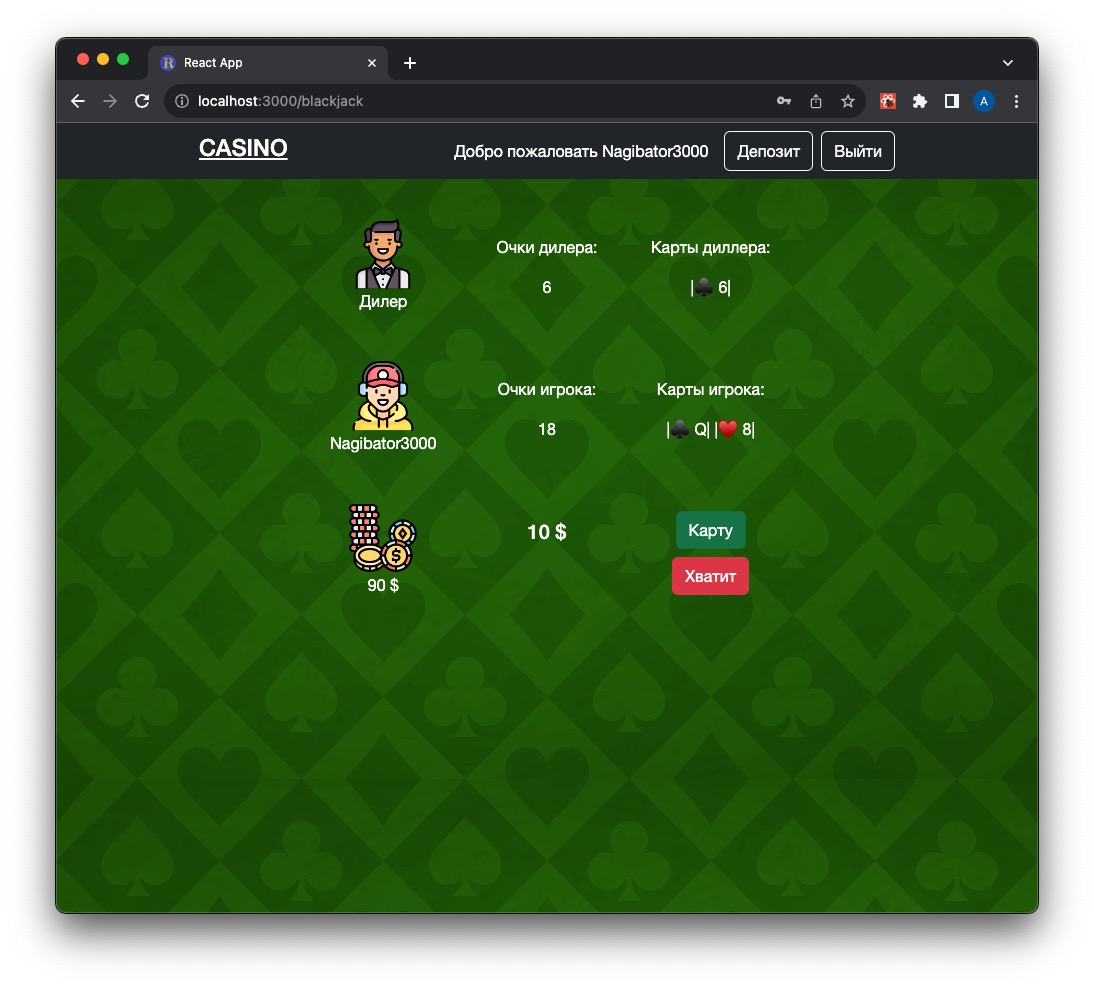 React App
localhost:3000/blackjack
A
CASINO
Добро пожаловать Nagibator3000
Депозит
Выйти
Очки дилера:
Карты диллера:
6
|♣️ 6|
Дилер
Очки игрока:
Карты игрока:
18
|♣️ Q| |♥️ 8|
Nagibator3000
10 $
Карту
Хватит
90 $